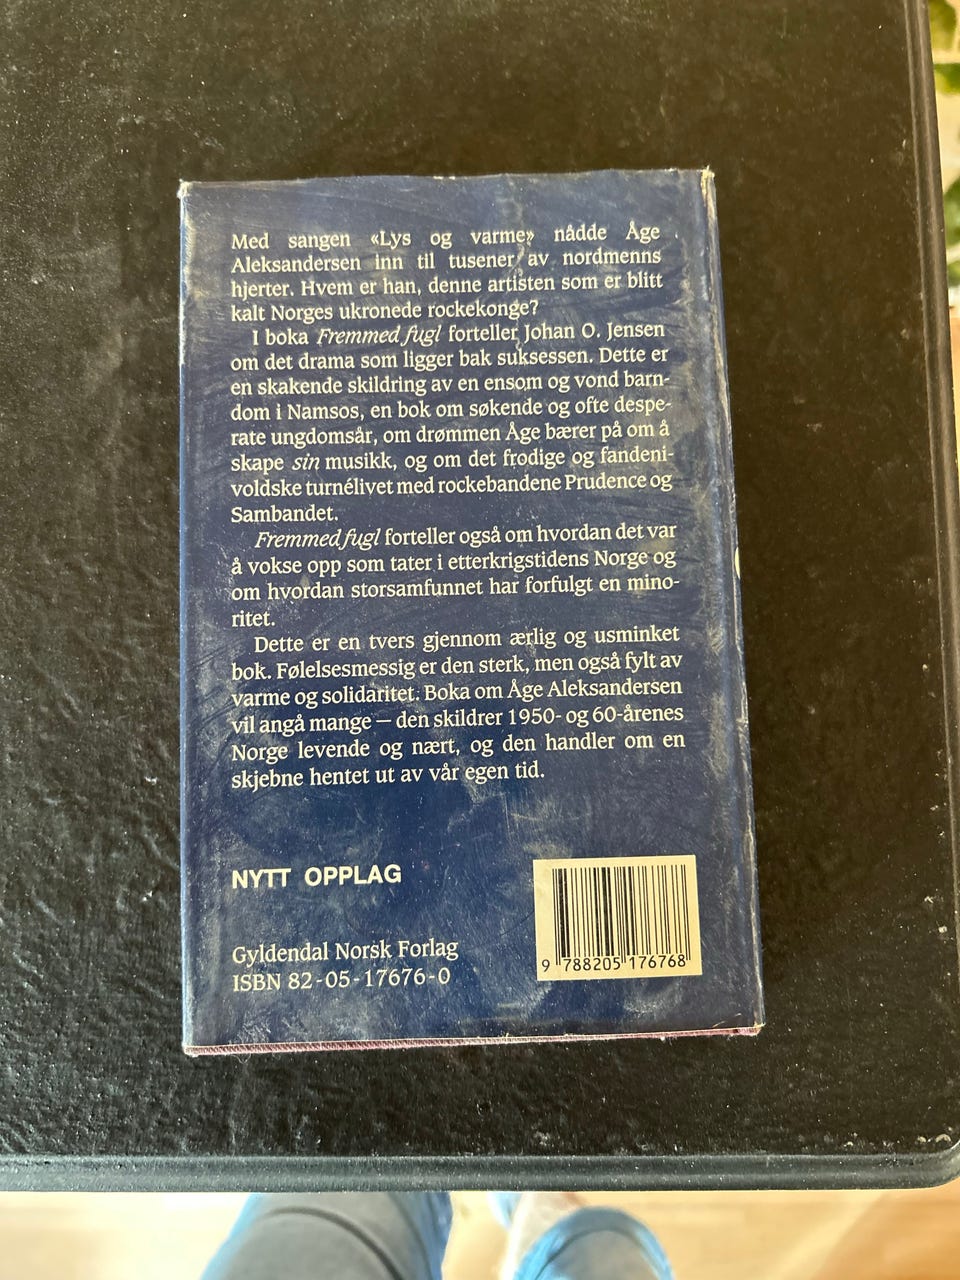 Med sangen «Lys og varme» nådde Åge
Aleksandersen inn til tusener av nordmenns
hjerter. Hvem er han, denne artisten som er blitt
kalt Norges ukronede rockekonge?
I boka Fremmed fugl forteller Johan O. Jensen
om det drama som ligger bak suksessen. Dette er
en skakende skildring av en ensom og vond barn-
dom i Namsos, en bok om søkende og ofte despe-
rate ungdomsår, om drømmen Åge bærer på om å
skape sin musikk, og om det frodige og fandeni-
voldske turnélivet med rockebandene Prudence og
Sambandet.
Fremmed fugl forteller også om hvordan det var
å vokse opp som tater i etterkrigstidens Norge og
om hvordan storsamfunnet har forfulgt en mino-
ritet.
Dette er en tvers gjennom ærlig og usminket
bok. Følelsesmessig er den sterk, men også fylt av
varme og solidaritet. Boka om Åge Aleksandersen
vil angå mange — den skildrer 1950- og 60-årenes
Norge levende og nært, og den handler om en
skjebne hentet ut av vår egen tid.
NYTT OPPLAG
Gyldendal Norsk Forlag
ISBN 82-05-17676-0
9 788205 176768